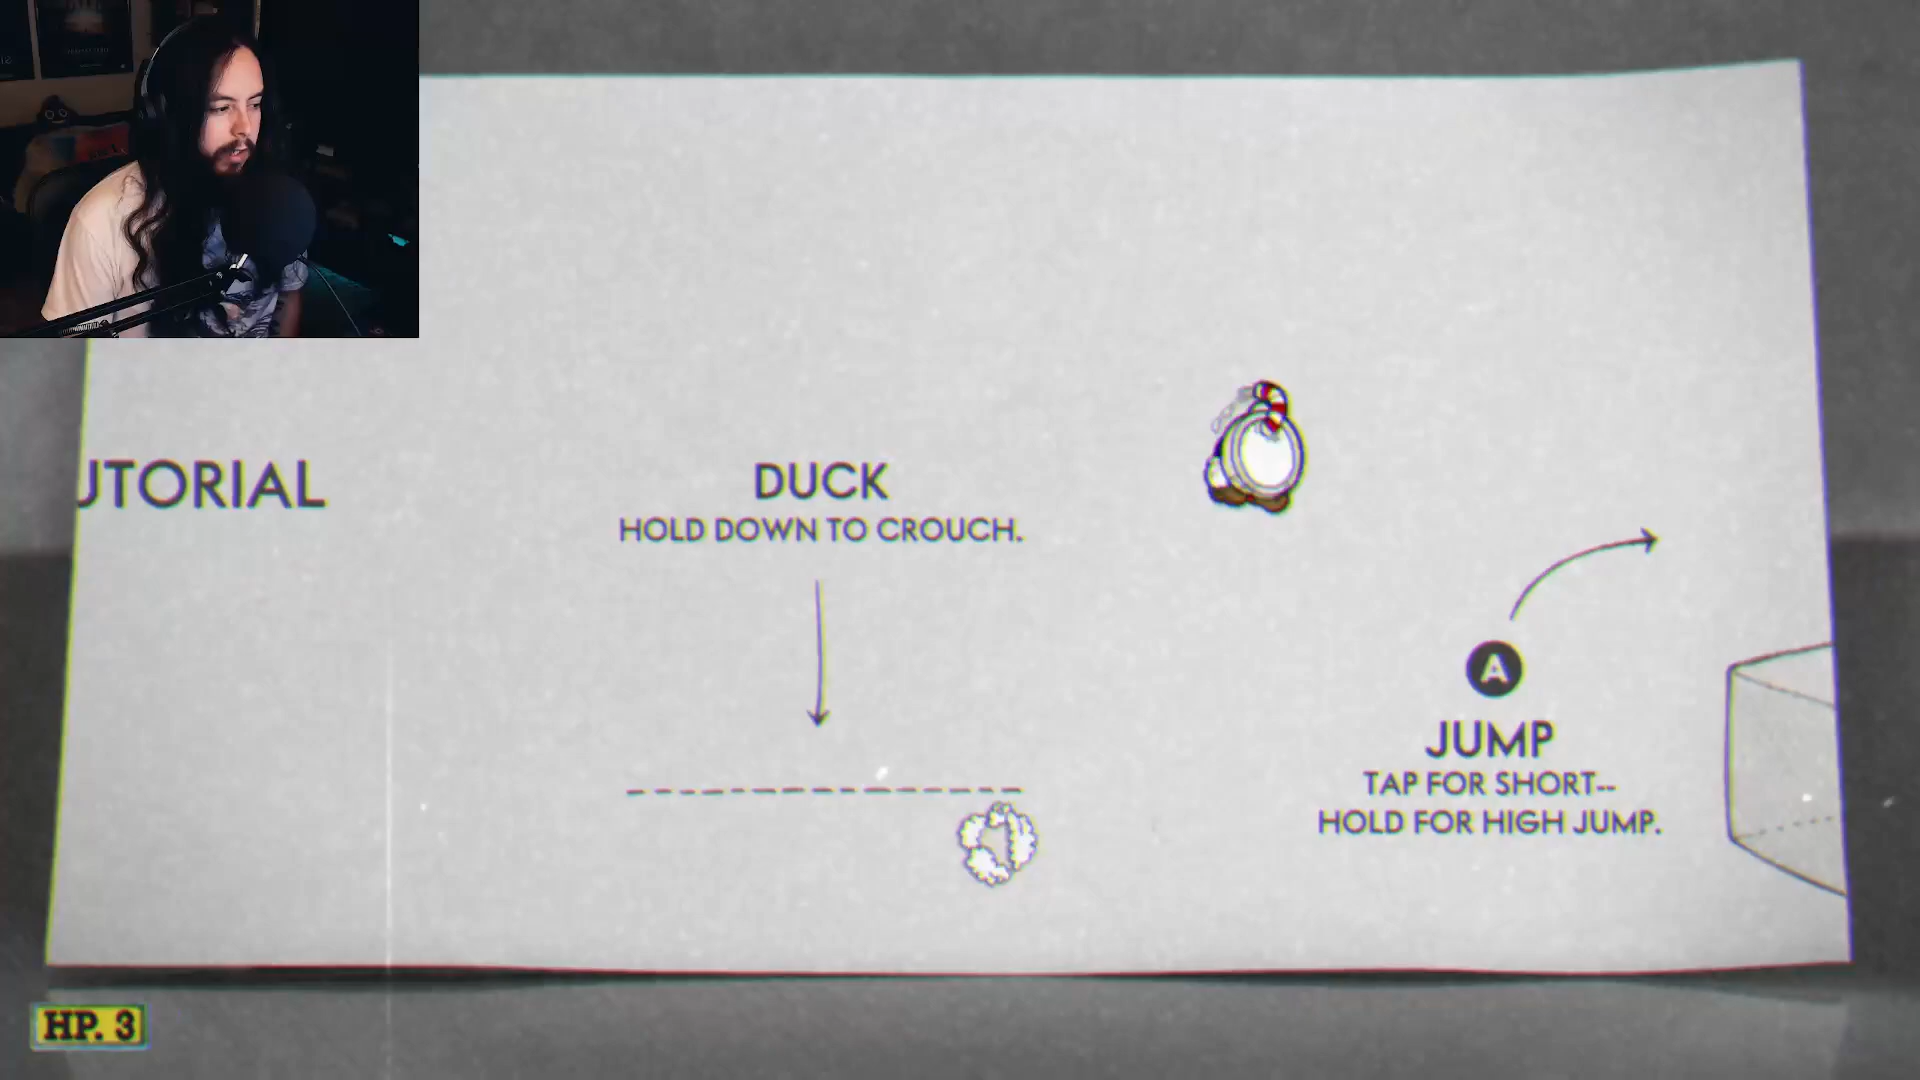 UTORIAL
DUCK
HOLD DOWN TO CROUCH.
A
JUMP
TAP FOR SHORT--
HOLD FOR HIGH JUMP.
HP. 3